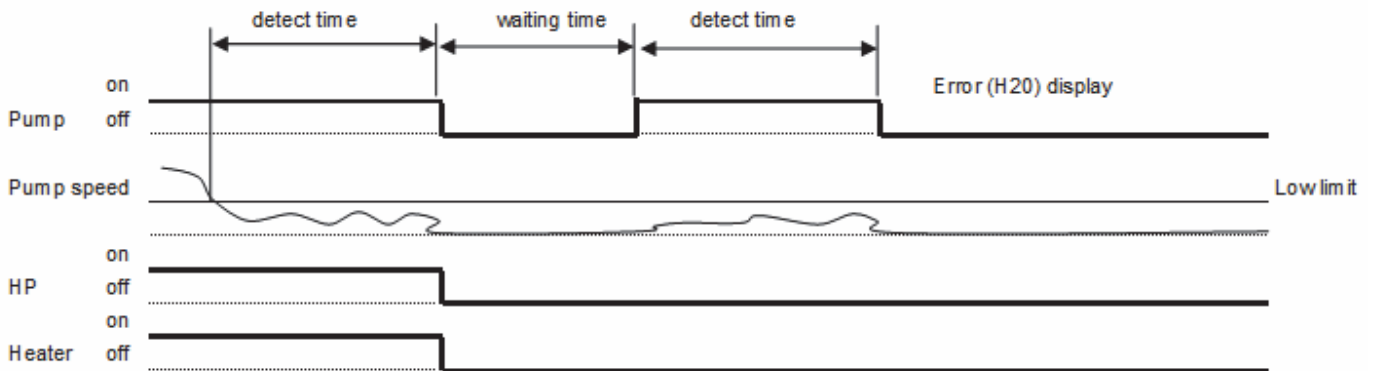 detect time waiting time detect time
on Error (H20) display
Pump off
Pump speed Low limit
on
HP off
on
Heater off